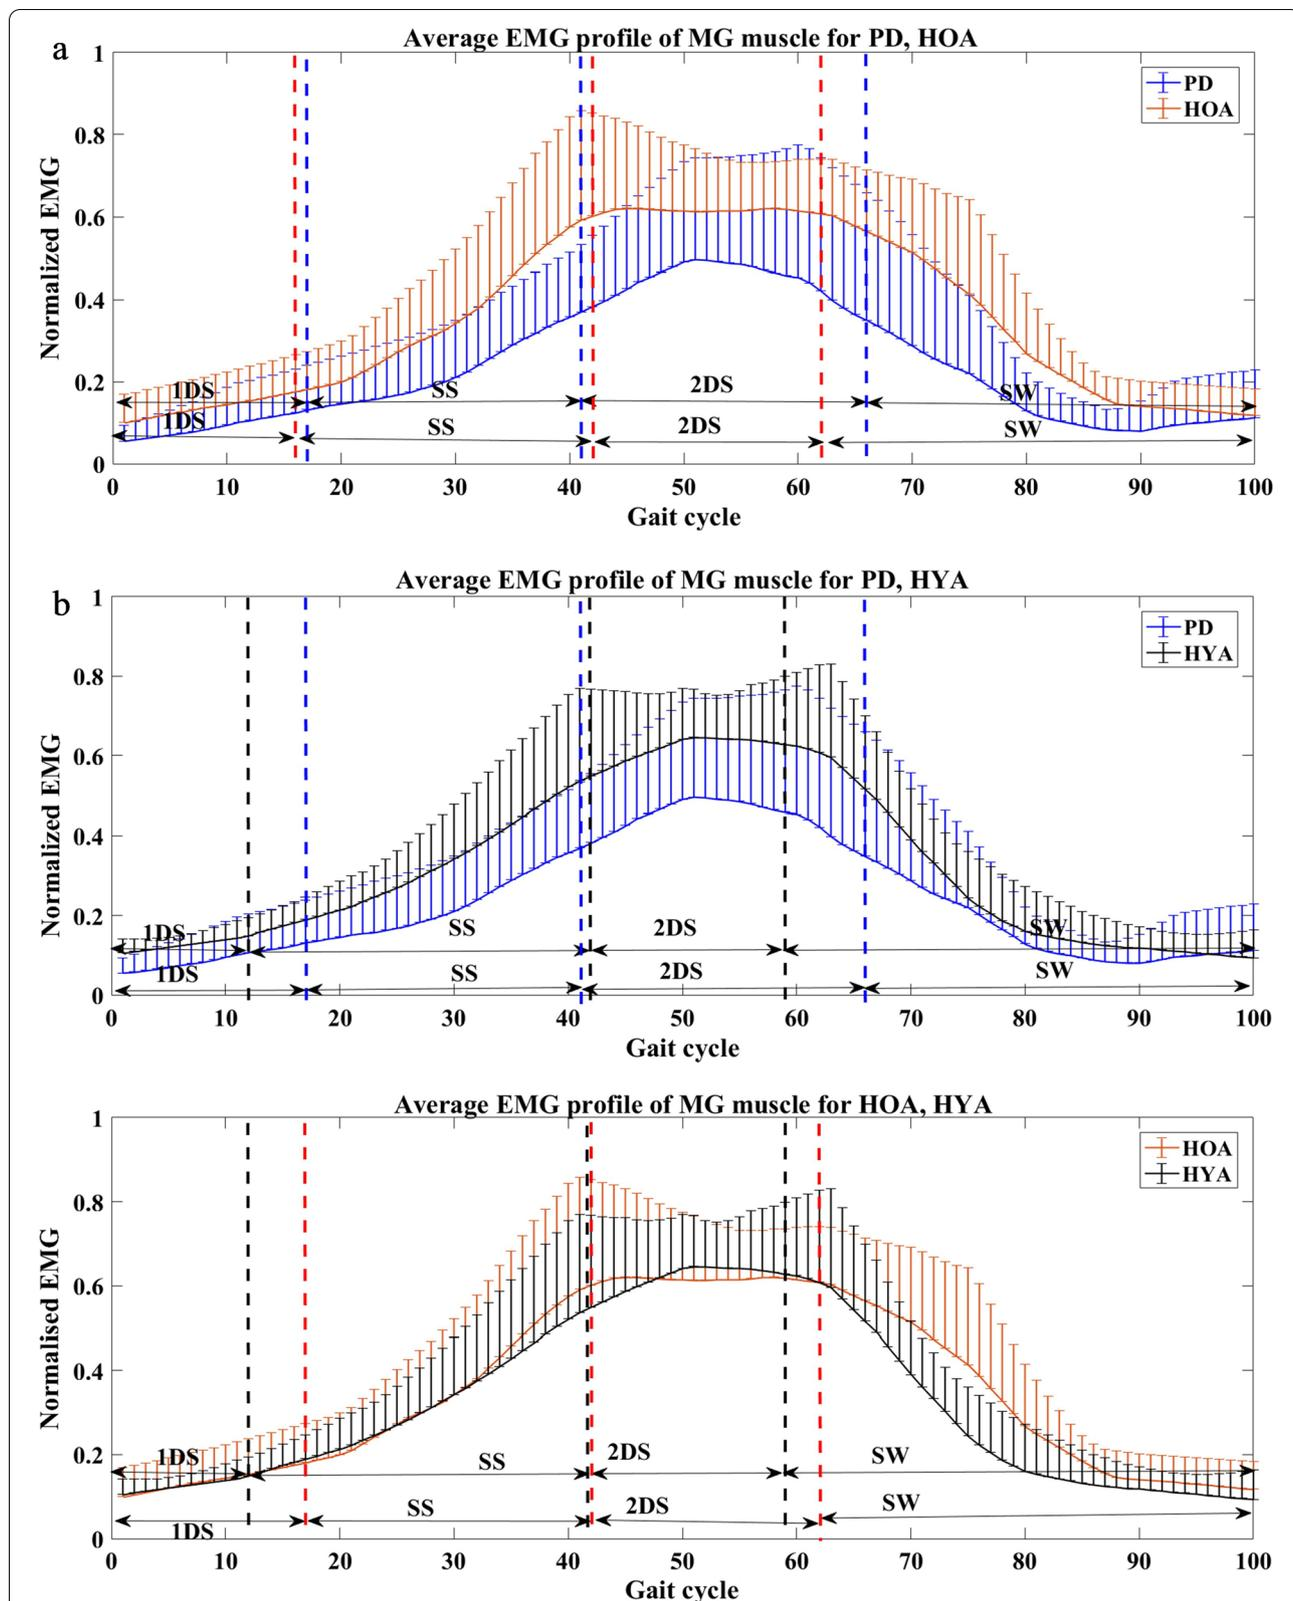 a
Average EMG profile of MG muscle for PD, HOA
Normalized EMG
1
0.8
0.6
0.4
0.2
0
PD
HOA
1DS SS 2DS SW
1DS SS 2DS SW
0 10 20 30 40 50 60 70 80 90 100
Gait cycle
b
Average EMG profile of MG muscle for PD, HYA
Normalized EMG
1
0.8
0.6
0.4
0.2
0
PD
HYA
1DS SS 2DS SW
1DS SS 2DS SW
0 10 20 30 40 50 60 70 80 90 100
Gait cycle
Average EMG profile of MG muscle for HOA, HYA
Normalised EMG
1
0.8
0.6
0.4
0.2
0
HOA
HYA
1DS SS 2DS SW
1DS SS 2DS SW
0 10 20 30 40 50 60 70 80 90 100
Gait cycle